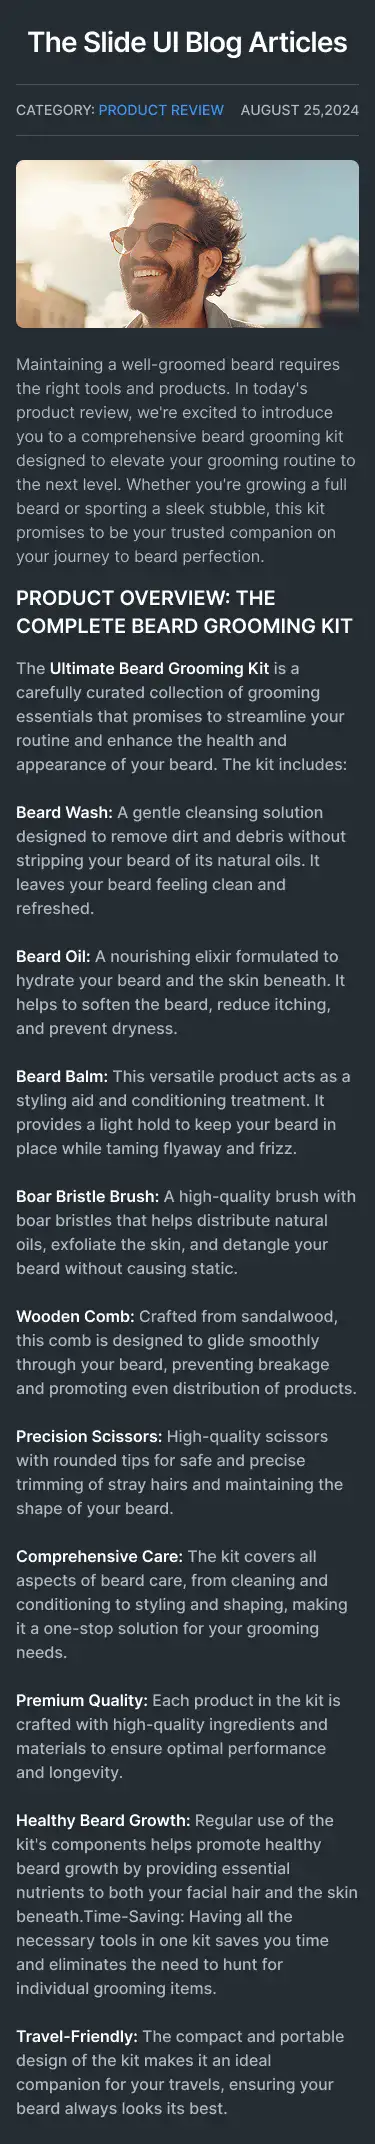 The Slide UI Blog Articles
CATEGORY: PRODUCT REVIEW AUGUST 25,2024
Maintaining a well-groomed beard requires
the right tools and products. In today's
product review, we're excited to introduce
you to a comprehensive beard grooming kit
designed to elevate your grooming routine to
the next level. Whether you're growing a full
beard or sporting a sleek stubble, this kit
promises to be your trusted companion on
your journey to beard perfection.
PRODUCT OVERVIEW: THE
COMPLETE BEARD GROOMING KIT
The Ultimate Beard Grooming Kit is a
carefully curated collection of grooming
essentials that promises to streamline your
routine and enhance the health and
appearance of your beard. The kit includes:
Beard Wash: A gentle cleansing solution
designed to remove dirt and debris without
stripping your beard of its natural oils. It
leaves your beard feeling clean and
refreshed.
Beard Oil: A nourishing elixir formulated to
hydrate your beard and the skin beneath. It
helps to soften the beard, reduce itching,
and prevent dryness.
Beard Balm: This versatile product acts as a
styling aid and conditioning treatment. It
provides a light hold to keep your beard in
place while taming flyaway and frizz.
Boar Bristle Brush: A high-quality brush with
boar bristles that helps distribute natural
oils, exfoliate the skin, and detangle your
beard without causing static.
Wooden Comb: Crafted from sandalwood,
this comb is designed to glide smoothly
through your beard, preventing breakage
and promoting even distribution of products.
Precision Scissors: High-quality scissors
with rounded tips for safe and precise
trimming of stray hairs and maintaining the
shape of your beard.
Comprehensive Care: The kit covers all
aspects of beard care, from cleaning and
conditioning to styling and shaping, making
it a one-stop solution for your grooming
needs.
Premium Quality: Each product in the kit is
crafted with high-quality ingredients and
materials to ensure optimal performance
and longevity.
Healthy Beard Growth: Regular use of the
kit's components helps promote healthy
beard growth by providing essential
nutrients to both your facial hair and the skin
beneath.Time-Saving: Having all the
necessary tools in one kit saves you time
and eliminates the need to hunt for
individual grooming items.
Travel-Friendly: The compact and portable
design of the kit makes it an ideal
companion for your travels, ensuring your
beard always looks its best.